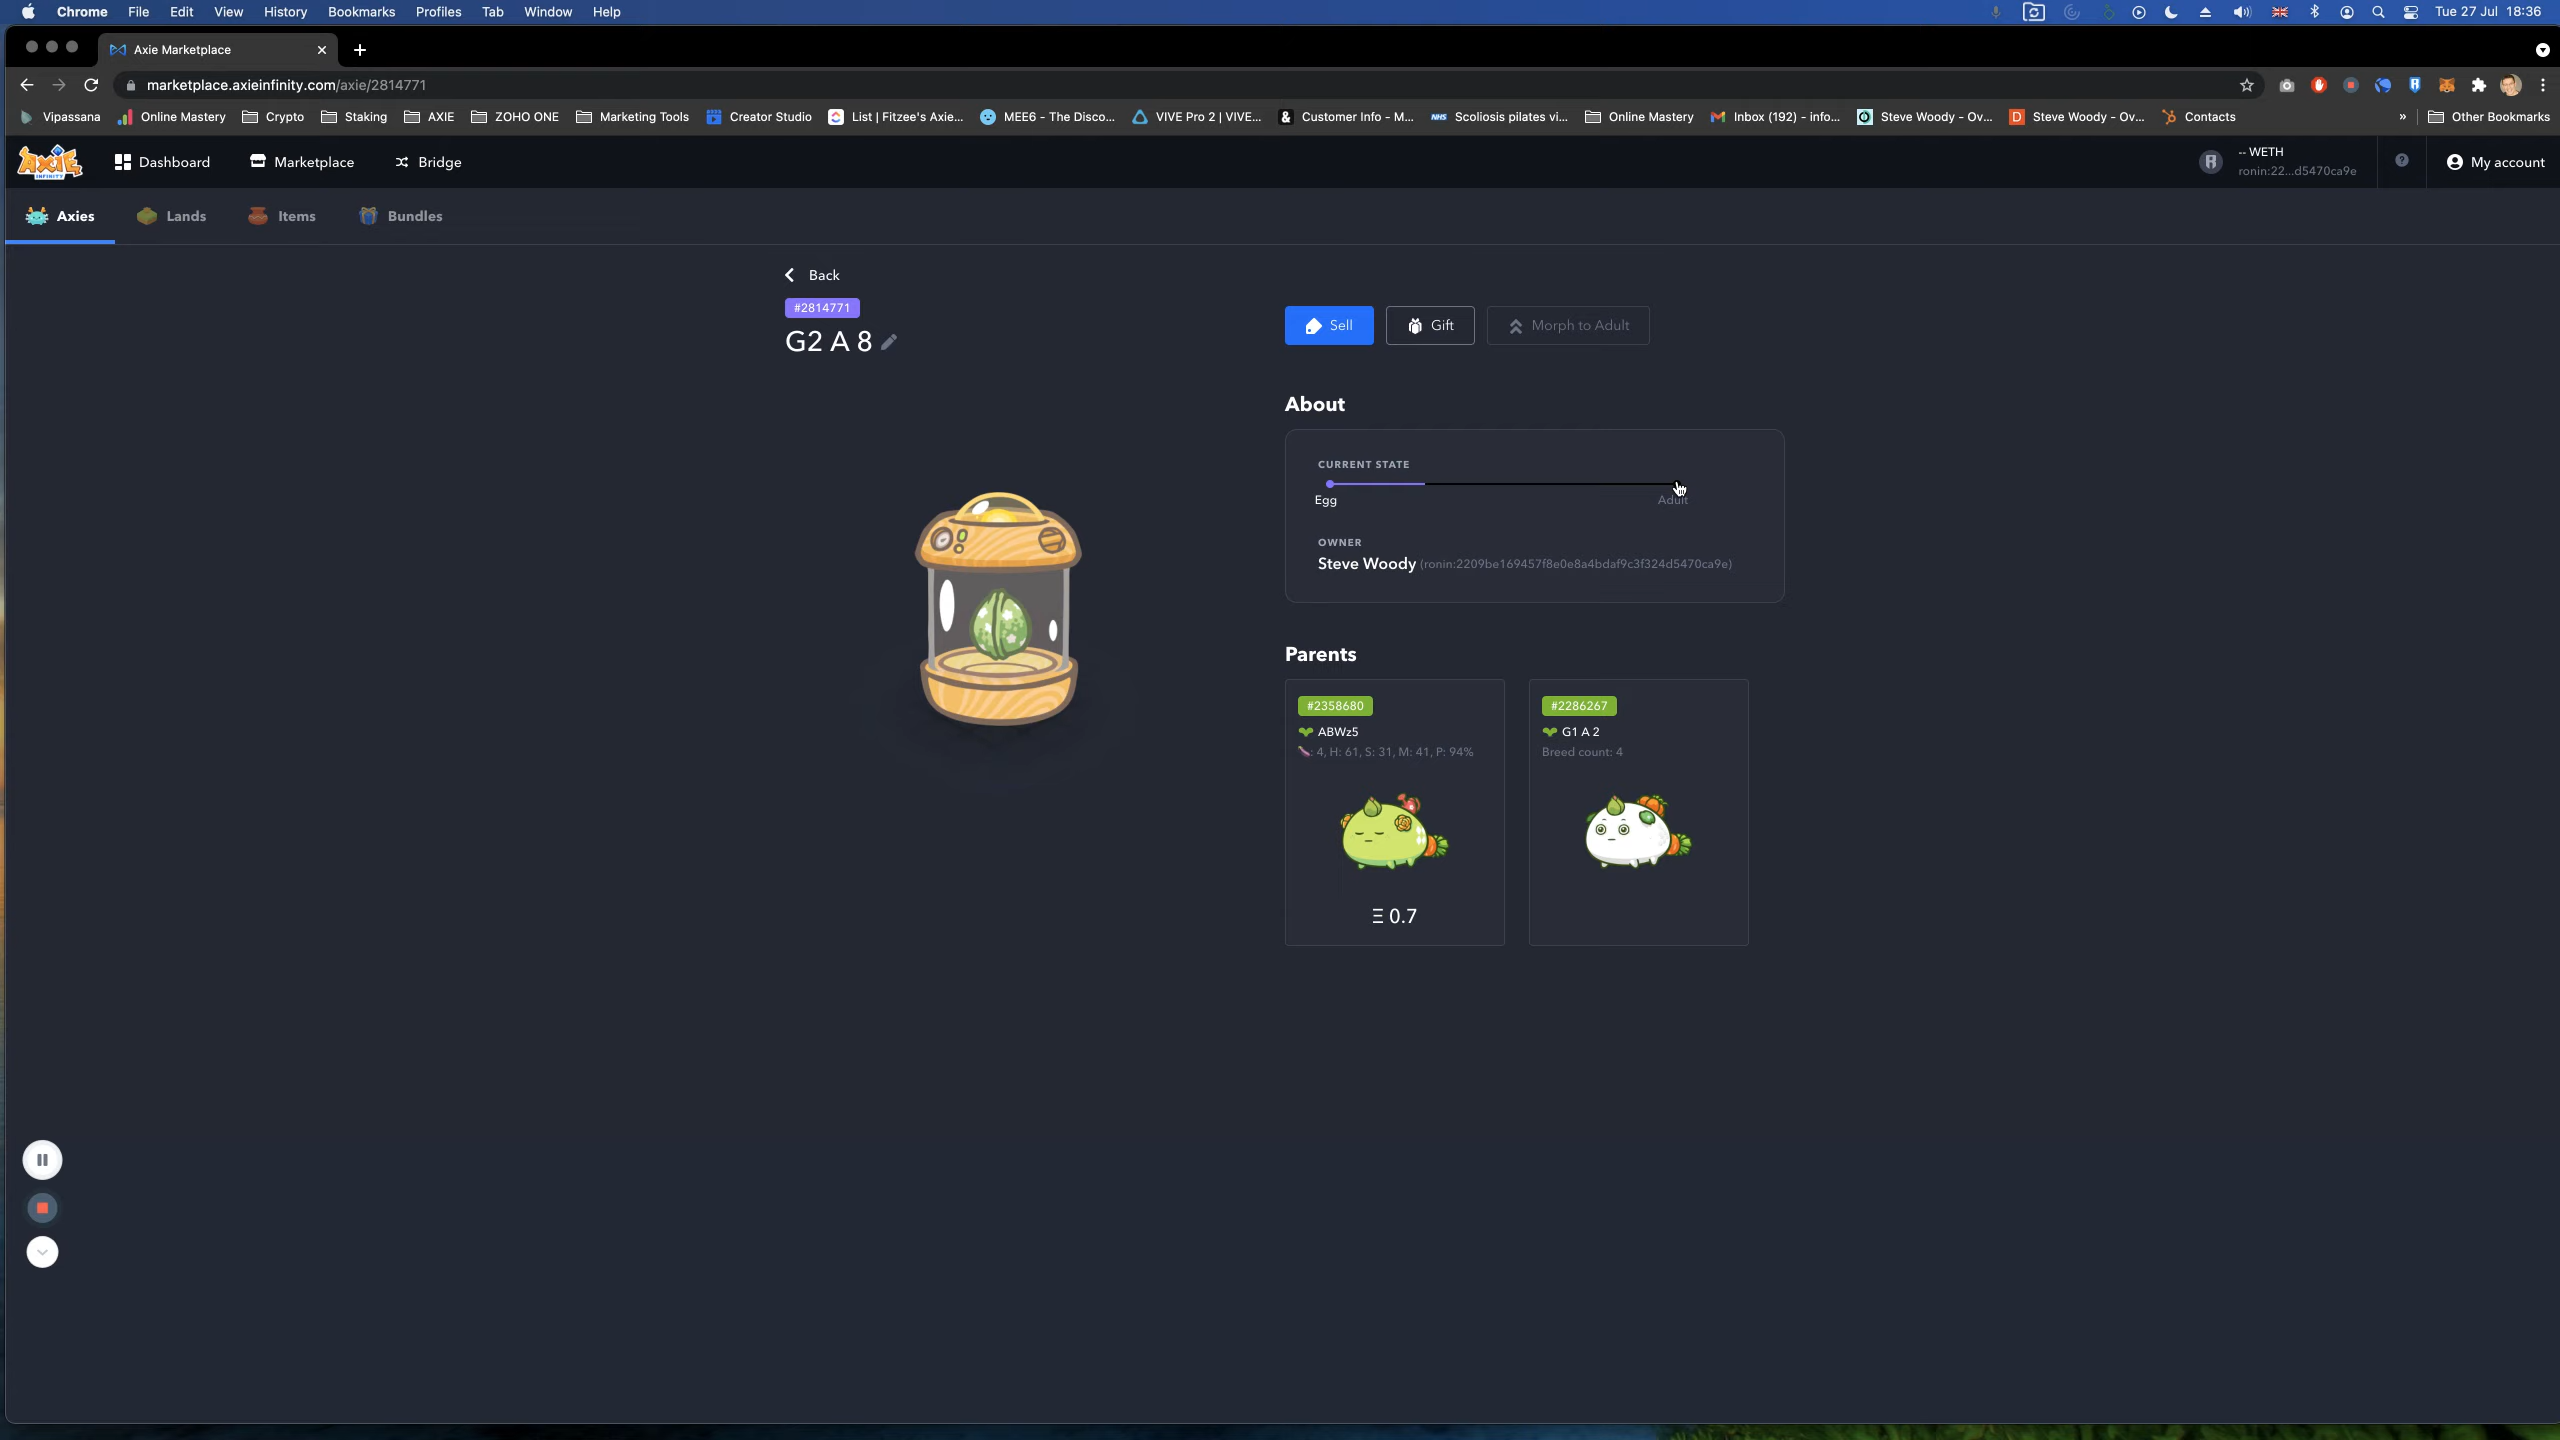 Chrome File Edit View History Bookmarks Profiles Tab Window Help Tue 27 Jul 18:36
Axie Marketplace
marketplace.axieinfinity.com/axie/2814771
Vipassana Online Mastery Crypto Staking AXIE ZOHO ONE Marketing Tools Creator Studio List | Fitzee's Axie... MEE6 - The Disco... VIVE Pro 2 | VIVE... Customer Info - M... Scoliosis pilates vi... Online Mastery Inbox (192) - info... Steve Woody - Ov... Steve Woody - Ov... Contacts » Other Bookmarks
AXIE INFINITY Dashboard Marketplace Bridge -- WETH ? My account
ronin:22...d5470ca9e
Axies Lands Items Bundles
Back
#2814771
G2 A 8
Sell Gift Morph to Adult
About
CURRENT STATE
Egg Adult
OWNER
Steve Woody (ronin:2209be169457f8e0e8a4bdaf9c3f324d5470ca9e)
Parents
#2358680
ABWz5
: 4, H: 61, S: 31, M: 41, P: 94%
Ξ 0.7
#2286267
G1 A 2
Breed count: 4